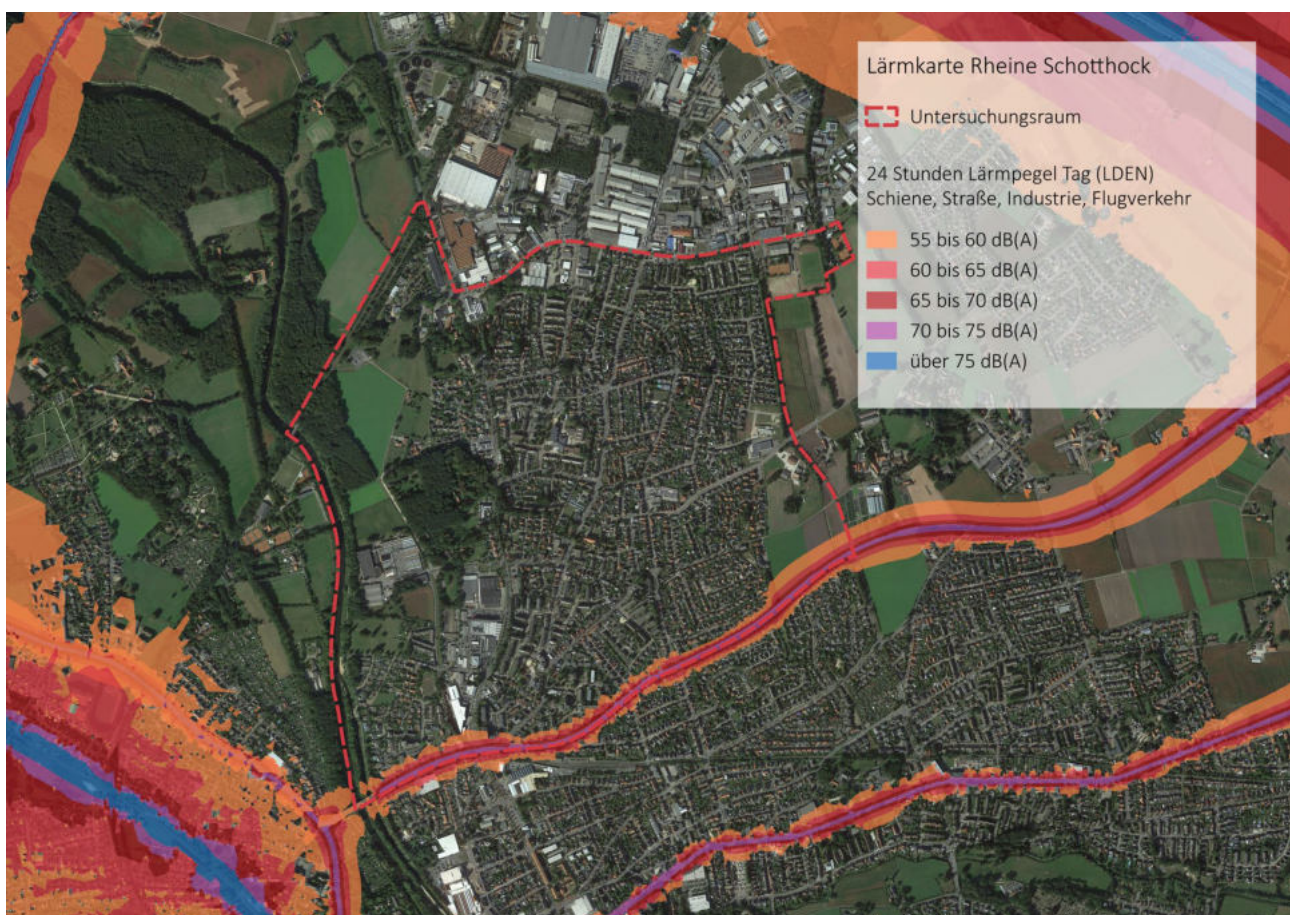 Lärmkarte Rheine Schotthock
Untersuchungsraum
24 Stunden Lärmpegel Tag (LDEN)
Schiene, Straße, Industrie, Flugverkehr
55 bis 60 dB(A)
60 bis 65 dB(A)
65 bis 70 dB(A)
70 bis 75 dB(A)
über 75 dB(A)